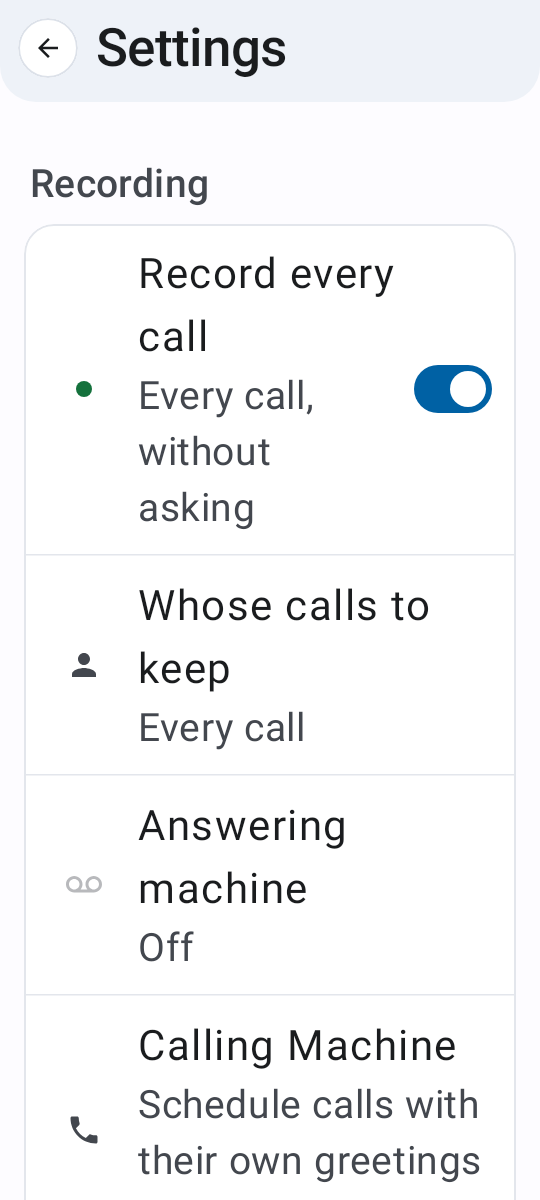 Settings
Recording
Record every
call
Every call,
without
asking
Whose calls to
keep
Every call
Answering
machine
Off
Calling Machine
Schedule calls with
their own greetings